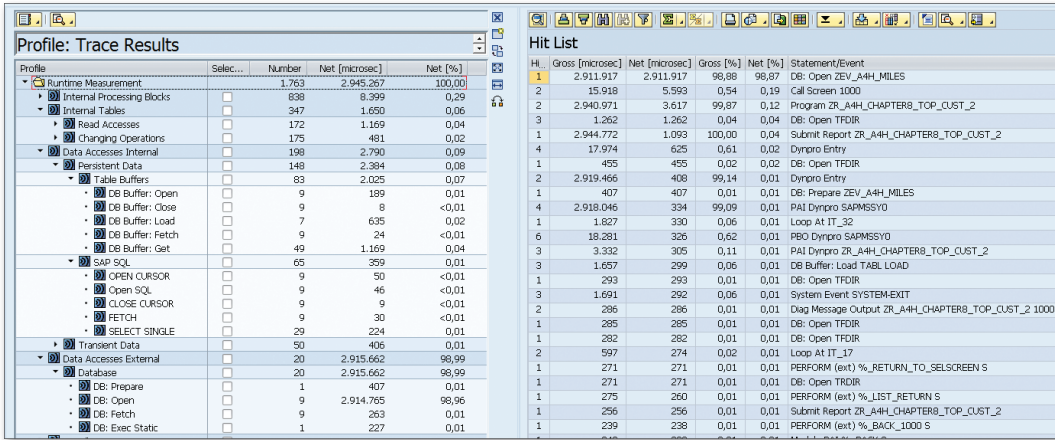 Profile: Trace Results
Profile Selec... Number Net [microsec] Net [%]
Runtime Measurement 1.763 2.945.267 100,00
Internal Processing Blocks 838 8.399 0,29
Internal Tables 347 1.650 0,06
Read Accesses 172 1.169 0,04
Changing Operations 175 481 0,02
Data Accesses Internal 198 2.790 0,09
Persistent Data 148 2.384 0,08
Table Buffers 83 2.025 0,07
DB Buffer: Open 9 189 0,01
DB Buffer: Close 9 8 <0,01
DB Buffer: Load 7 635 0,02
DB Buffer: Fetch 9 24 <0,01
DB Buffer: Get 49 1.169 0,04
SAP SQL 65 359 0,01
OPEN CURSOR 9 50 <0,01
Open SQL 9 46 <0,01
CLOSE CURSOR 9 9 <0,01
FETCH 9 30 <0,01
SELECT SINGLE 29 224 0,01
Transient Data 50 406 0,01
Data Accesses External 20 2.915.662 98,99
Database 20 2.915.662 98,99
DB: Prepare 1 407 0,01
DB: Open 9 2.914.765 98,96
DB: Fetch 9 263 0,01
DB: Exec Static 1 227 0,01
Hit List
Hi... Gross [microsec] Net [microsec] Gross [%] Net [%] Statement/Event
1 2.911.917 2.911.917 98,88 98,87 DB: Open ZEV_A4H_MILES
2 15.918 5.593 0,54 0,19 Call Screen 1000
2 2.940.971 3.617 99,87 0,12 Program ZR_A4H_CHAPTER8_TOP_CUST_2
3 1.262 1.262 0,04 0,04 DB: Open TFDIR
1 2.944.772 1.093 100,00 0,04 Submit Report ZR_A4H_CHAPTER8_TOP_CUST_2
4 17.974 625 0,61 0,02 Dynpro Entry
1 455 455 0,02 0,02 DB: Open TFDIR
2 2.919.466 408 99,14 0,01 Dynpro Entry
1 407 407 0,01 0,01 DB: Prepare ZEV_A4H_MILES
4 2.918.046 334 99,09 0,01 PAI Dynpro SAPMSSY0
1 1.827 330 0,06 0,01 Loop At IT_32
6 18.281 326 0,62 0,01 PBO Dynpro SAPMSSY0
3 3.332 305 0,11 0,01 PAI Dynpro ZR_A4H_CHAPTER8_TOP_CUST_2
3 1.657 299 0,06 0,01 DB Buffer: Load TABL LOAD
1 293 293 0,01 0,01 DB: Open TFDIR
3 1.691 292 0,06 0,01 System Event SYSTEM-EXIT
2 286 286 0,01 0,01 Diag Message Output ZR_A4H_CHAPTER8_TOP_CUST_2 1000
1 285 285 0,01 0,01 DB: Open TFDIR
1 282 282 0,01 0,01 DB: Open TFDIR
2 597 274 0,02 0,01 Loop At IT_17
1 271 271 0,01 0,01 PERFORM (ext) %_RETURN_TO_SELSCREEN S
1 271 271 0,01 0,01 DB: Open TRDIR
1 275 260 0,01 0,01 PERFORM (ext) %_LIST_RETURN S
1 256 256 0,01 0,01 Submit Report ZR_A4H_CHAPTER8_TOP_CUST_2
1 239 238 0,01 0,01 PERFORM (ext) %_BACK_1000 S